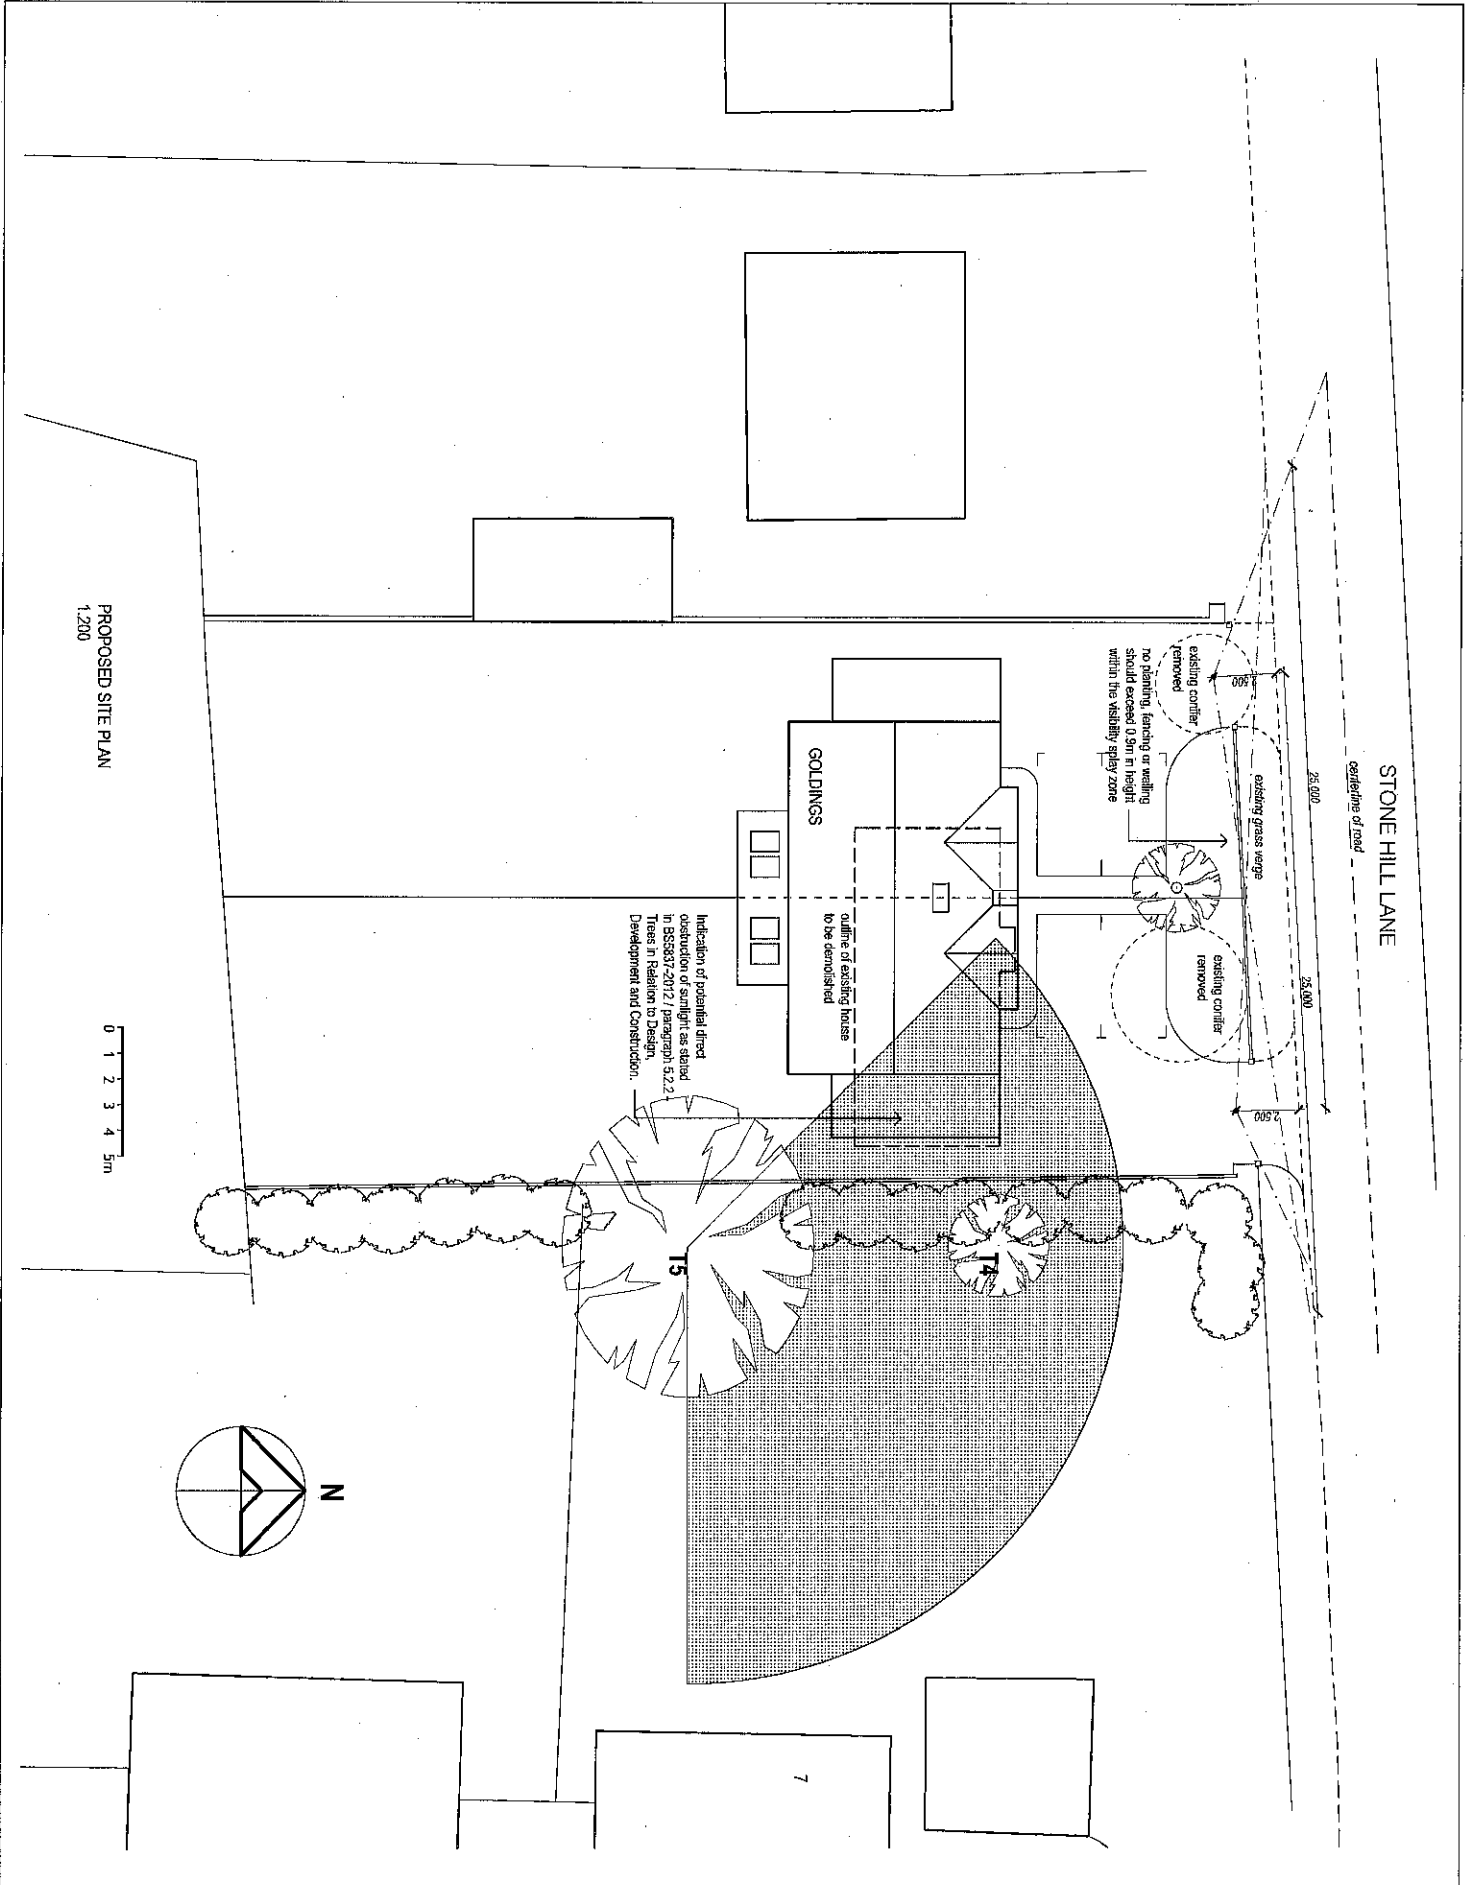 STONE HILL LANE
centerline of road
25,000
25,000
existing grass verge
2,500
2,500
existing conifer
removed
existing conifer
removed
no planting, fencing or walling
should exceed 0.9m in height
within the visibility splay zone
GOLDINGS
outline of existing house
to be demolished
Indication of potential direct
obstruction of sunlight as stated
in BS5837-2012 / paragraph 5.2.2 -
Trees in Relation to Design,
Development and Construction.
T4
T5
7
N
PROPOSED SITE PLAN
1:200
0 1 2 3 4 5m